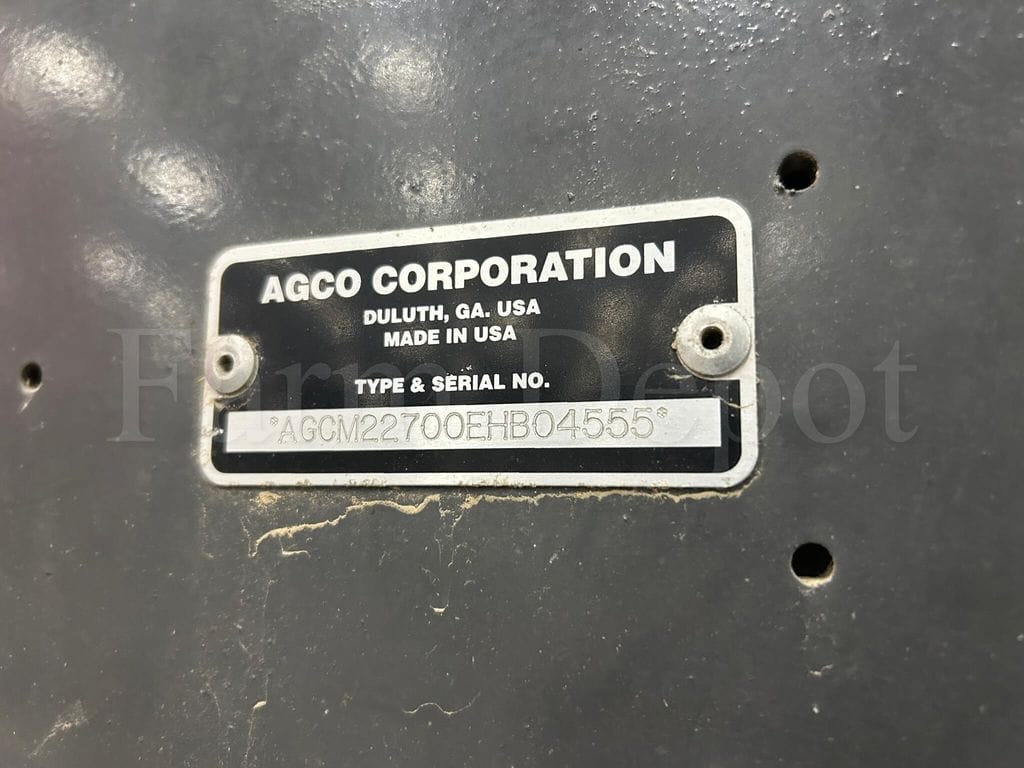 AGCO CORPORATION
DULUTH, GA. USA
MADE IN USA
TYPE & SERIAL NO.
*AGCM22700EHB04555*
Farm Depot